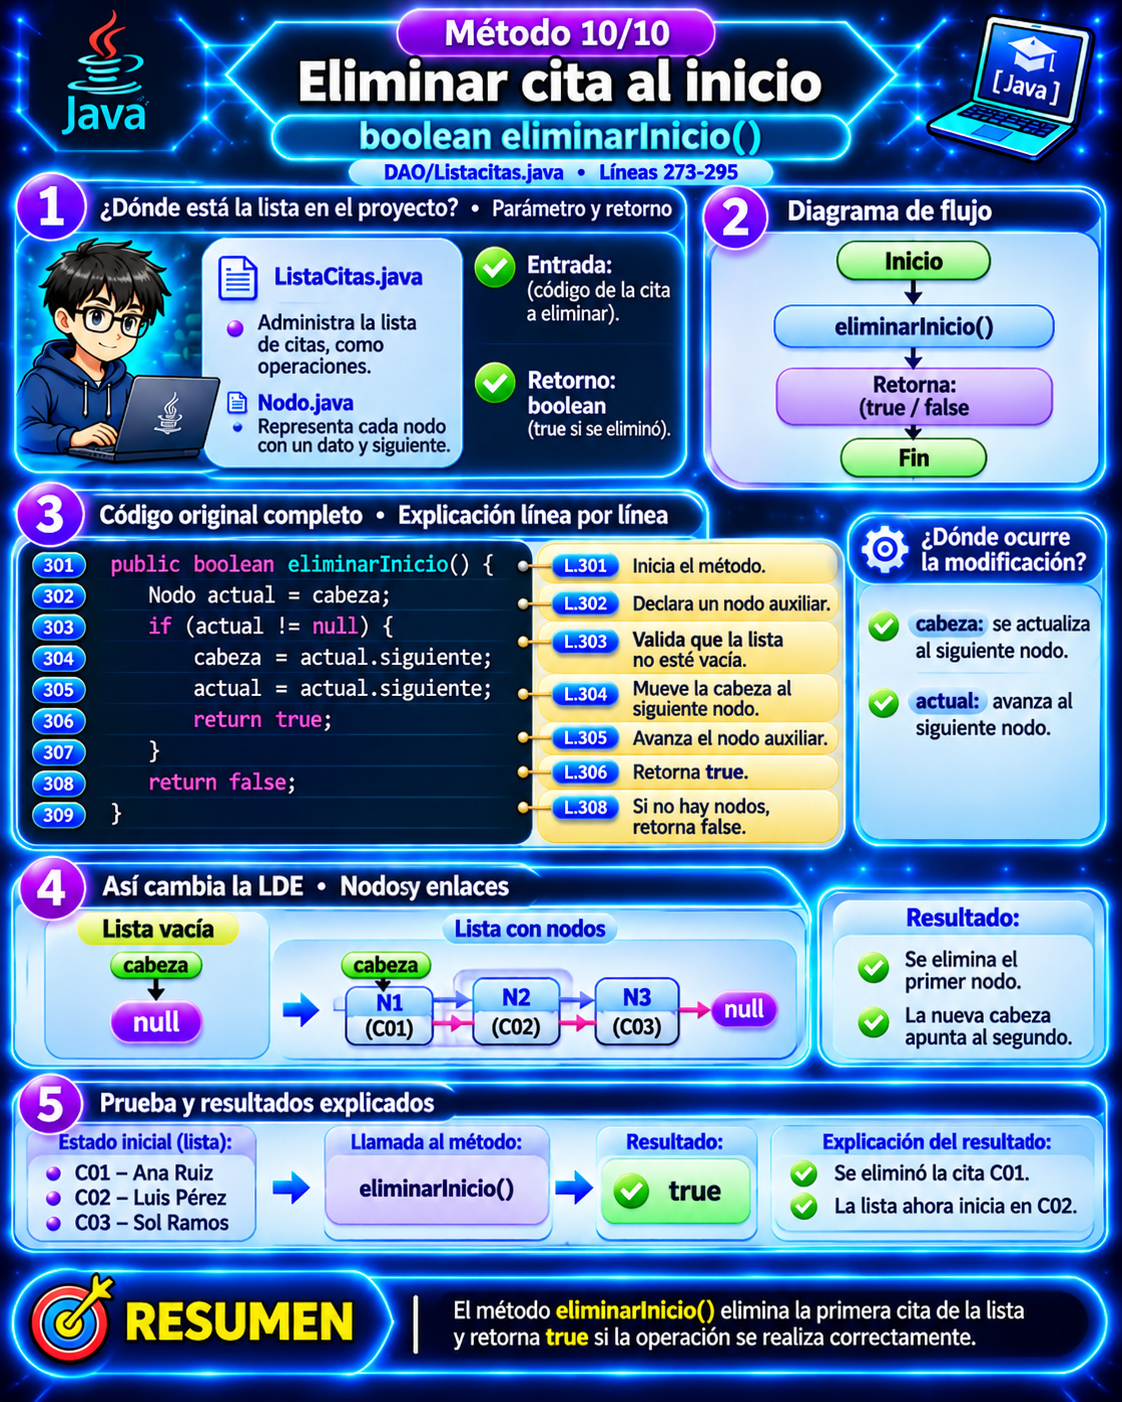 Java
Método 10/10
Eliminar cita al inicio
boolean eliminarInicio()
DAO/Listacitas.java • Líneas 273-295
[Java]
1
¿Dónde está la lista en el proyecto? • Parámetro y retorno
ListaCitas.java
Administra la lista
de citas, como
operaciones.
Nodo.java
Representa cada nodo
con un dato y siguiente.
Entrada:
(código de la cita
a eliminar).
Retorno:
boolean
(true si se eliminó).
2
Diagrama de flujo
Inicio
eliminarInicio()
Retorna:
(true / false
Fin
3
Código original completo • Explicación línea por línea
301 public boolean eliminarInicio() {
302 Nodo actual = cabeza;
303 if (actual != null) {
304 cabeza = actual.siguiente;
305 actual = actual.siguiente;
306 return true;
307 }
308 return false;
309 }
L.301 Inicia el método.
L.302 Declara un nodo auxiliar.
L.303 Valida que la lista
no esté vacía.
L.304 Mueve la cabeza al
siguiente nodo.
L.305 Avanza el nodo auxiliar.
L.306 Retorna true.
L.308 Si no hay nodos,
retorna false.
¿Dónde ocurre
la modificación?
cabeza: se actualiza
al siguiente nodo.
actual: avanza al
siguiente nodo.
4
Así cambia la LDE • Nodosy enlaces
Lista vacía
cabeza
null
Lista con nodos
cabeza
N1
(C01)
N2
(C02)
N3
(C03)
null
Resultado:
Se elimina el
primer nodo.
La nueva cabeza
apunta al segundo.
5
Prueba y resultados explicados
Estado inicial (lista):
C01 – Ana Ruiz
C02 – Luis Pérez
C03 – Sol Ramos
Llamada al método:
eliminarInicio()
Resultado:
true
Explicación del resultado:
Se eliminó la cita C01.
La lista ahora inicia en C02.
RESUMEN
El método eliminarInicio() elimina la primera cita de la lista
y retorna true si la operación se realiza correctamente.